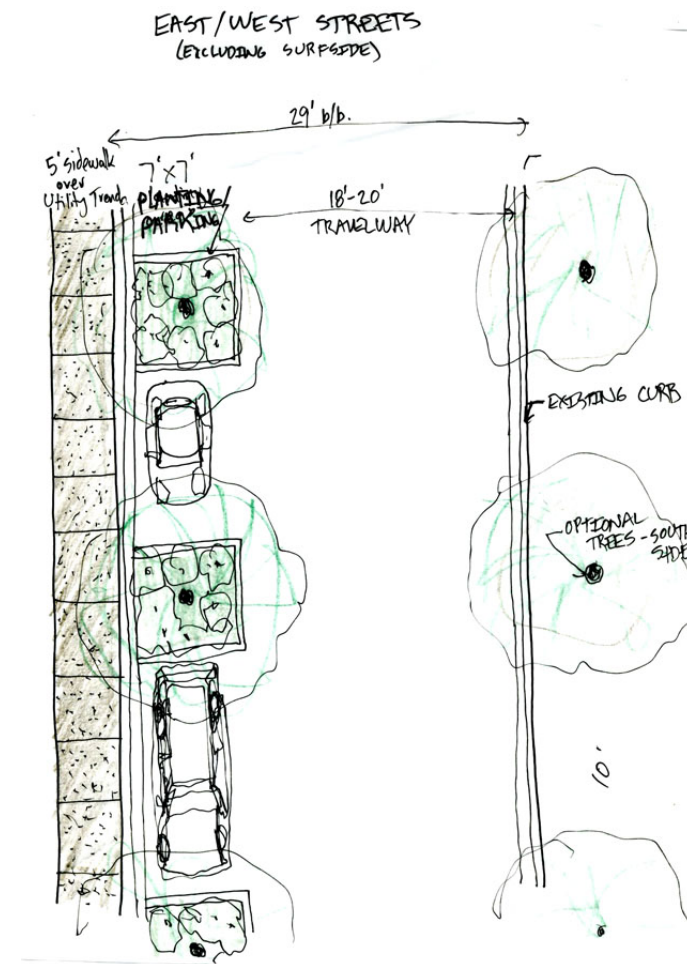 EAST/WEST STREETS
(EXCLUDING SURFSIDE)
29' b/b.
5' sidewalk
over
Utility Trench
7'x7'
PLANTING/
PARKING
18'-20'
TRAVELWAY
EXISTING CURB
OPTIONAL
TREES - SOUTH
SIDE
10'